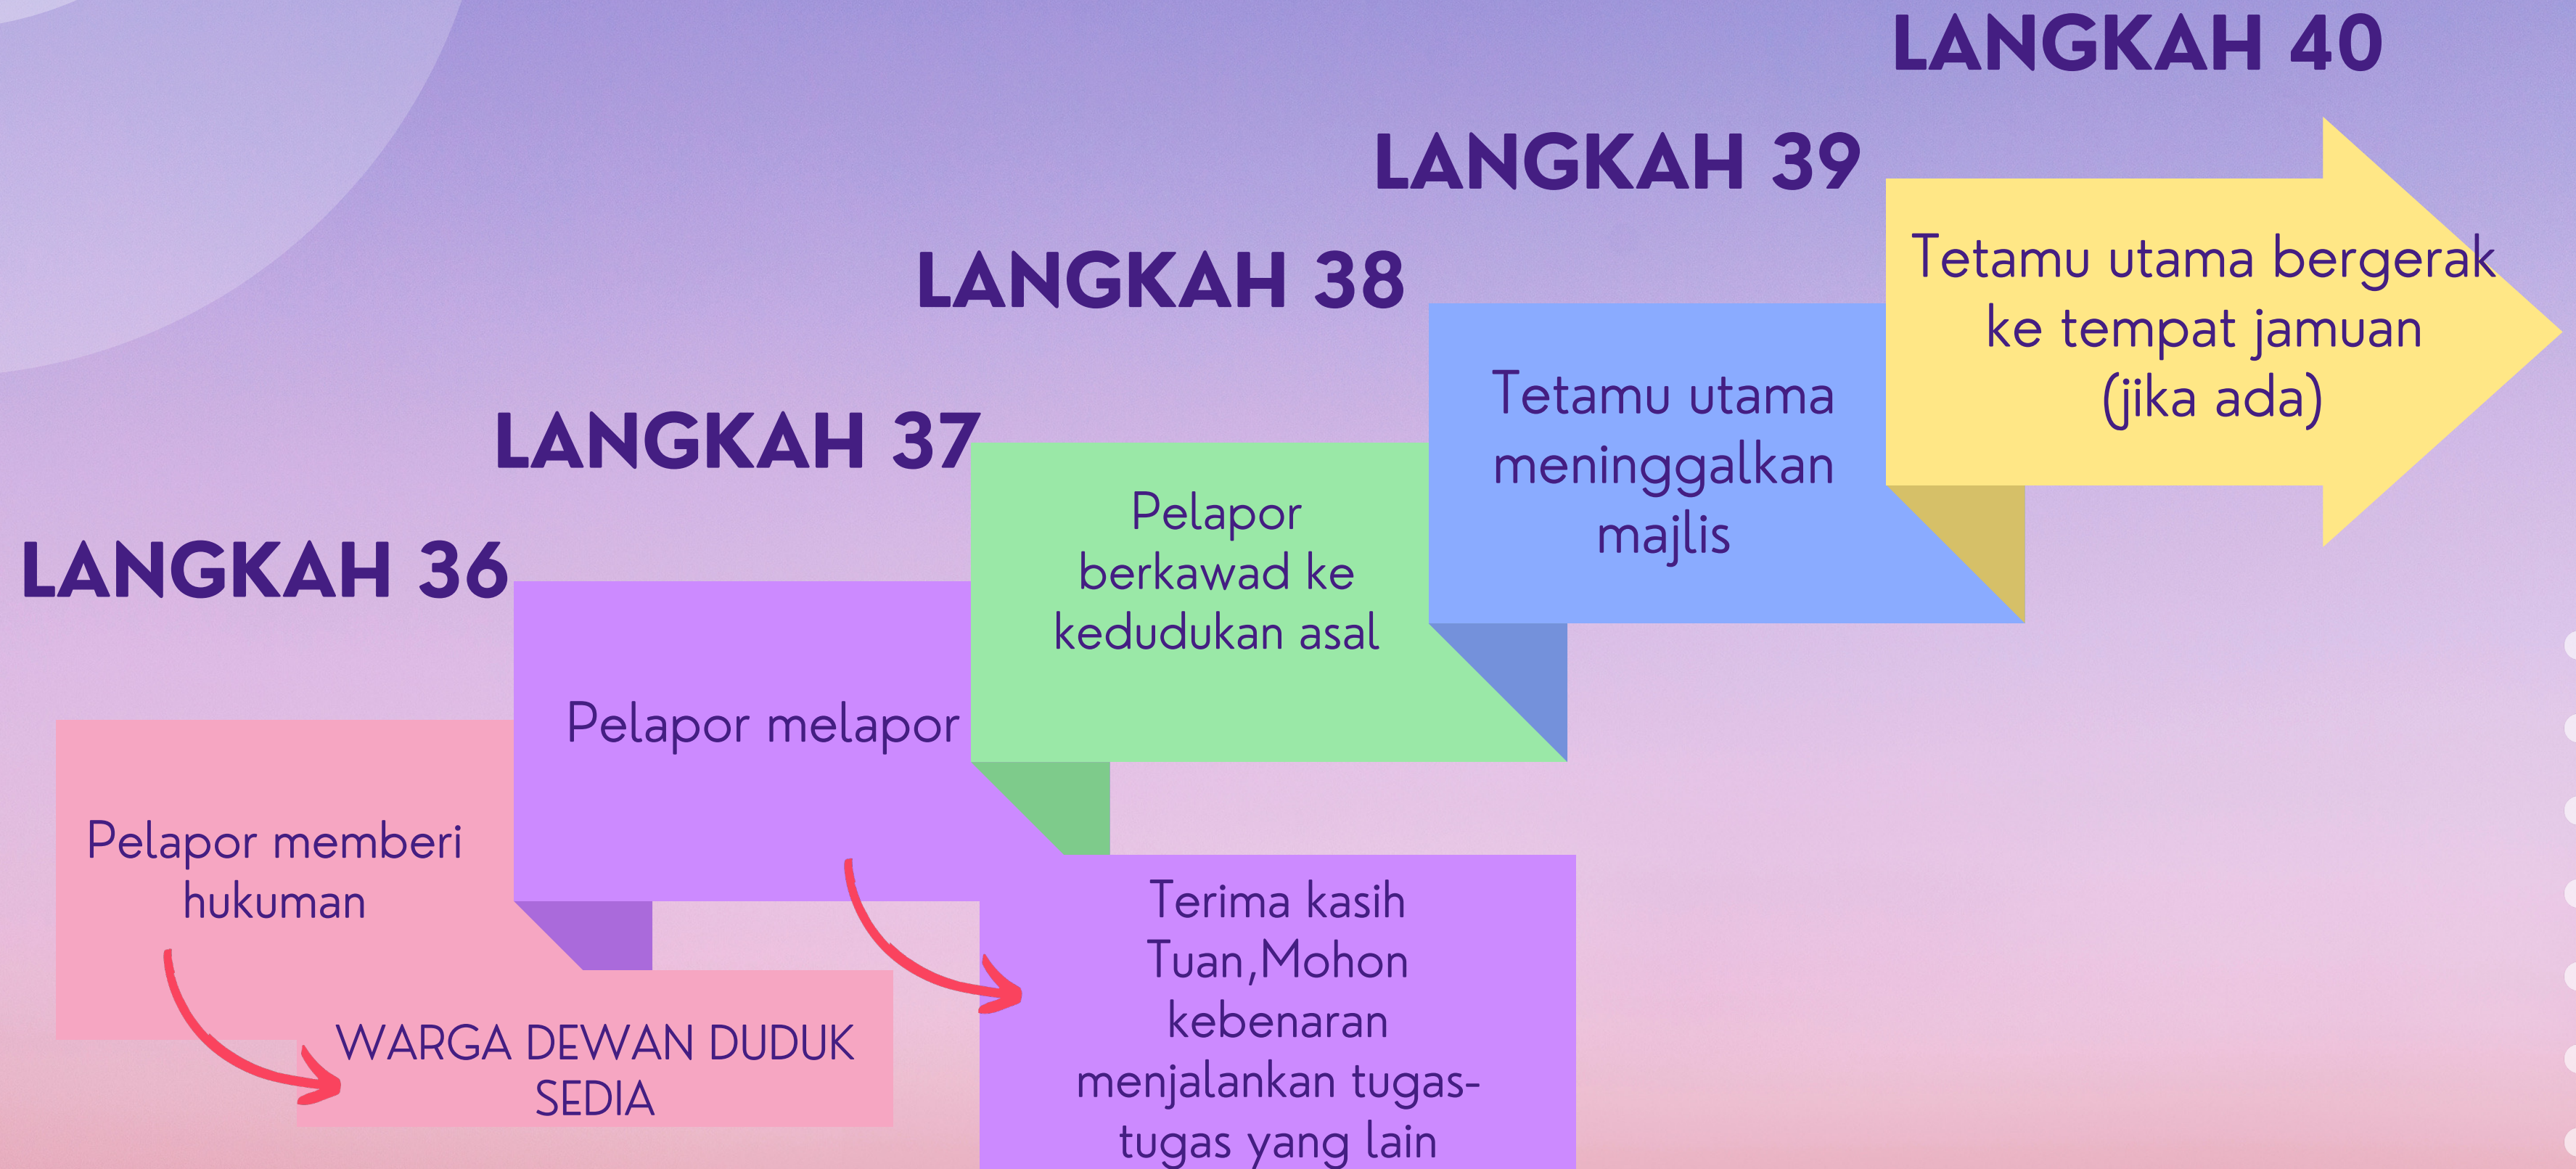 LANGKAH 36
Pelapor memberi
hukuman
WARGA DEWAN DUDUK
SEDIA
LANGKAH 37
Pelapor melapor
Terima kasih
Tuan,Mohon
kebenaran
menjalankan tugas-
tugas yang lain
LANGKAH 38
Pelapor
berkawad ke
kedudukan asal
LANGKAH 39
Tetamu utama
meninggalkan
majlis
LANGKAH 40
Tetamu utama bergerak
ke tempat jamuan
(jika ada)